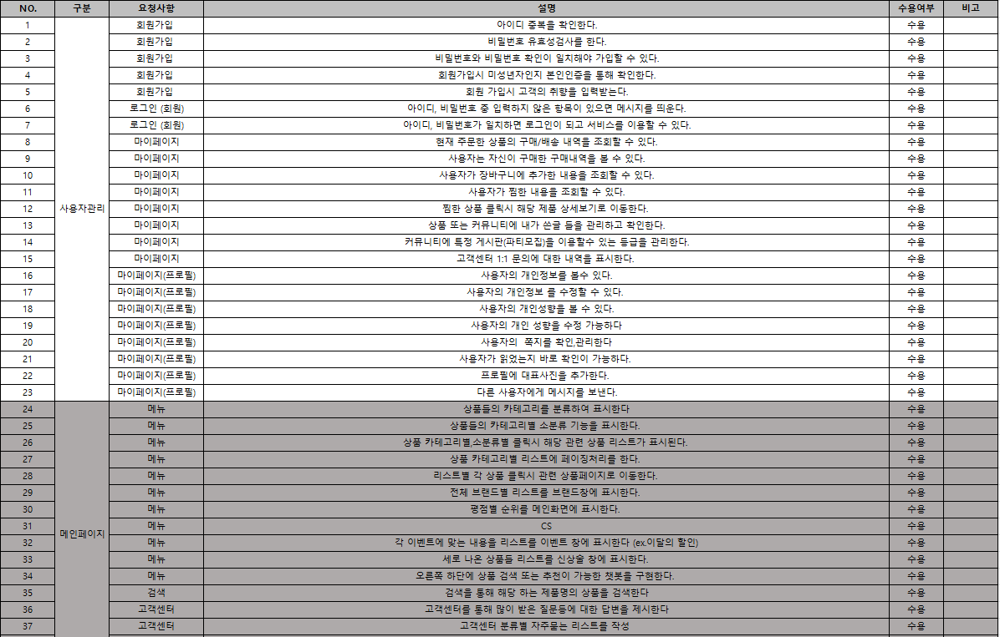 NO. 구분 요청사항 설명 수용여부 비고
1 회원가입 아이디 중복을 확인한다. 수용
2 회원가입 비밀번호 유효성검사를 한다. 수용
3 회원가입 비밀번호와 비밀번호 확인이 일치해야 가입할 수 있다. 수용
4 회원가입 회원가입시 미성년자인지 본인인증을 통해 확인한다. 수용
5 회원가입 회원 가입시 고객의 취향을 입력받는다. 수용
6 로그인 (회원) 아이디, 비밀번호 중 입력하지 않은 항목이 있으면 메시지를 띄운다. 수용
7 로그인 (회원) 아이디, 비밀번호가 일치하면 로그인이 되고 서비스를 이용할 수 있다. 수용
8 마이페이지 현재 주문한 상품의 구매/배송 내역을 조회할 수 있다. 수용
9 마이페이지 사용자는 자신이 구매한 구매내역을 볼 수 있다. 수용
10 마이페이지 사용자가 장바구니에 추가한 내용을 조회할 수 있다. 수용
11 마이페이지 사용자가 찜한 내용을 조회할 수 있다. 수용
12 사용자관리 마이페이지 찜한 상품 클릭시 해당 제품 상세보기로 이동한다. 수용
13 마이페이지 상품 또는 커뮤니티에 내가 쓴글 들을 관리하고 확인한다. 수용
14 마이페이지 커뮤니티에 특정 게시판(파티모집)을 이용할수 있는 등급을 관리한다. 수용
15 마이페이지 고객센터 1:1 문의에 대한 내역을 표시한다. 수용
16 마이페이지(프로필) 사용자의 개인정보를 볼수 있다. 수용
17 마이페이지(프로필) 사용자의 개인정보 를 수정할 수 있다. 수용
18 마이페이지(프로필) 사용자의 개인성향을 볼 수 있다. 수용
19 마이페이지(프로필) 사용자의 개인 성향을 수정 가능하다 수용
20 마이페이지(프로필) 사용자의  쪽지를 확인,관리한다 수용
21 마이페이지(프로필) 사용자가 읽었는지 바로 확인이 가능하다. 수용
22 마이페이지(프로필) 프로필에 대표사진을 추가한다. 수용
23 마이페이지(프로필) 다른 사용자에게 메시지를 보낸다. 수용
24 메뉴 상품들의 카테고리를 분류하여 표시한다 수용
25 메뉴 상품들의 카테고리별 소분류 기능을 표시한다. 수용
26 메뉴 상품 카테고리별,소분류별 클릭시 해당 관련 상품 리스트가 표시된다. 수용
27 메뉴 상품 카테고리별 리스트에 페이징처리를 한다. 수용
28 메뉴 리스트별 각 상품 클릭시 관련 상품페이지로 이동한다. 수용
29 메뉴 전체 브랜드별 리스트를 브랜드창에 표시한다. 수용
30 메뉴 평점별 순위를 메인화면에 표시한다. 수용
31 메뉴 CS 수용
메인페이지
32 메뉴 각 이벤트에 맞는 내용을 리스트를 이벤트 창에 표시한다 (ex.이달의 할인) 수용
33 메뉴 세로 나온 상품들 리스트를 신상술 창에 표시한다. 수용
34 메뉴 오른쪽 하단에 상품 검색 또는 추천이 가능한 챗봇을 구현한다. 수용
35 검색 검색을 통해 해당 하는 제품명의 상품을 검색한다 수용
36 고객센터 고객센터를 통해 많이 받은 질문등에 대한 답변을 제시한다 수용
37 고객센터 고객센터 분류별 자주묻는 리스트를 작성 수용